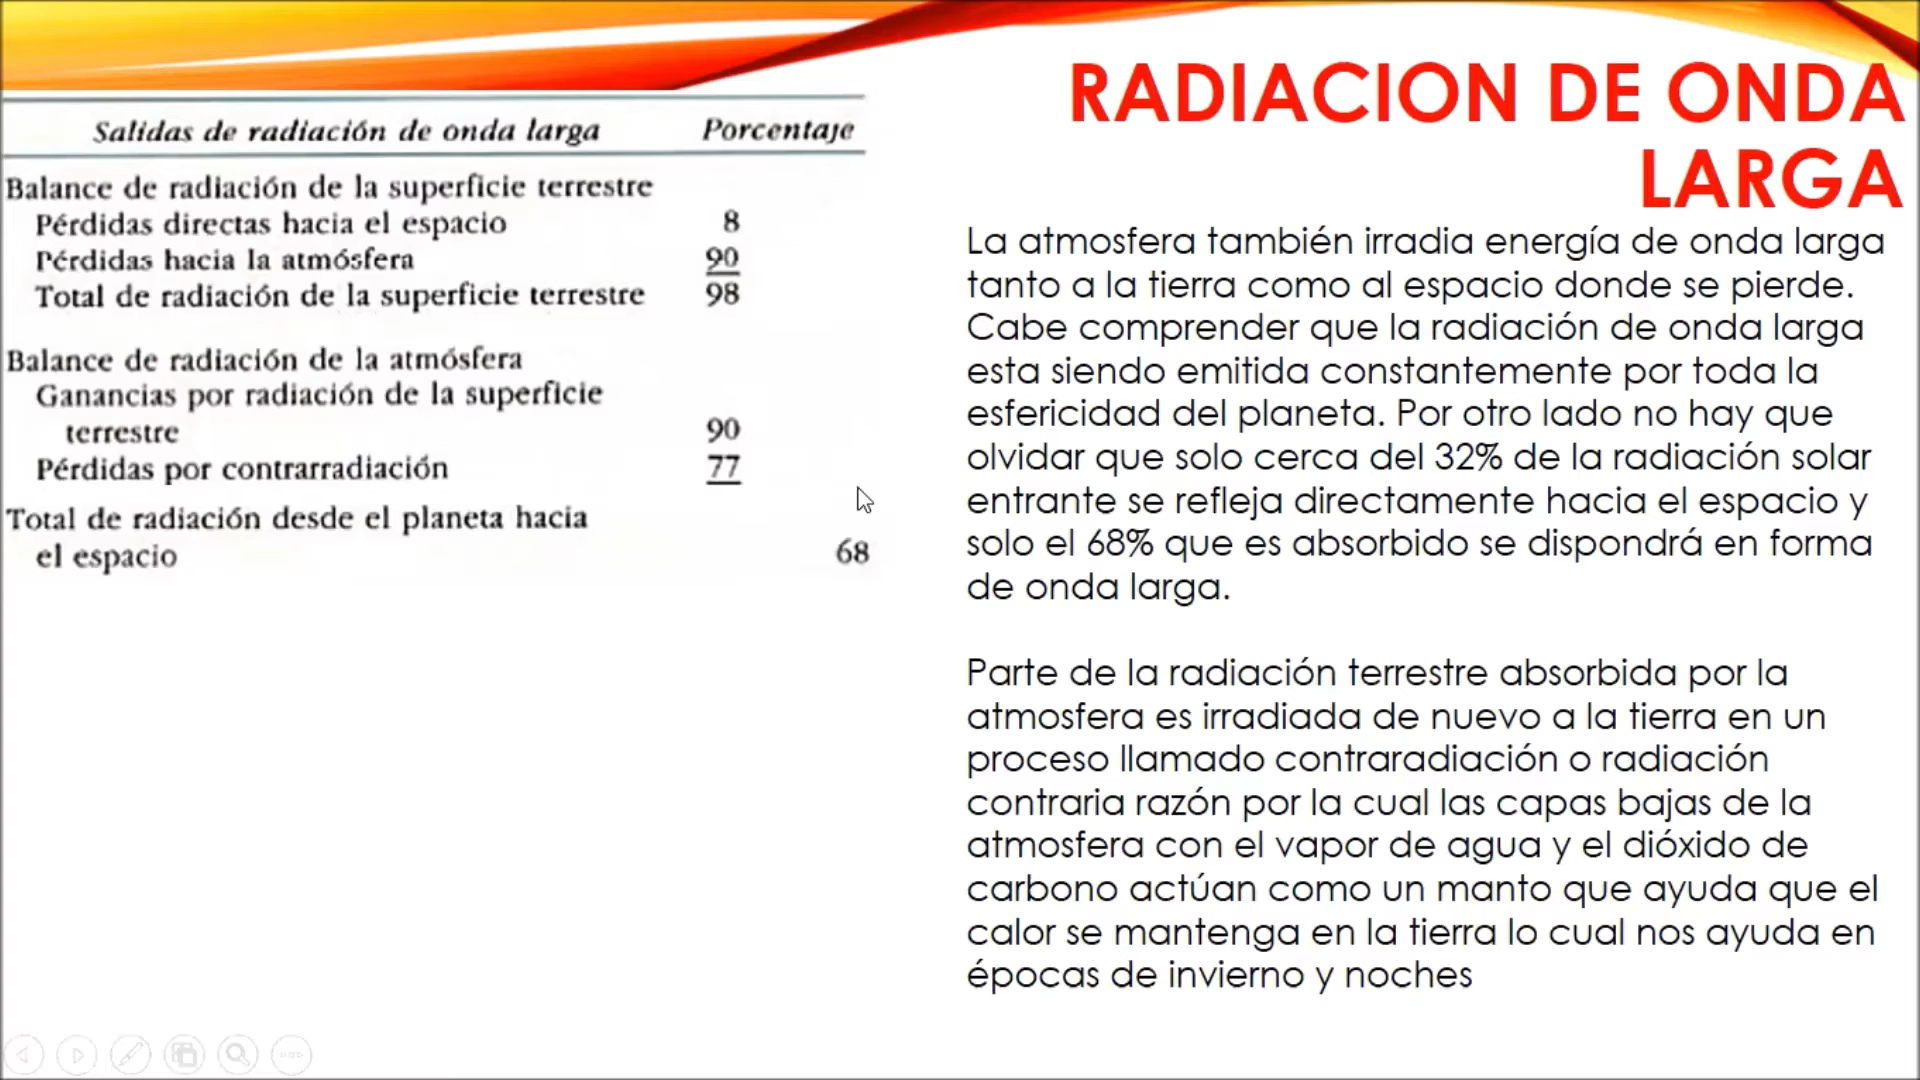 RADIACION DE ONDA
LARGA
Salidas de radiación de onda larga Porcentaje
Balance de radiación de la superficie terrestre
Pérdidas directas hacia el espacio 8
Pérdidas hacia la atmósfera 90
Total de radiación de la superficie terrestre 98
Balance de radiación de la atmósfera
Ganancias por radiación de la superficie
terrestre 90
Pérdidas por contrarradiación 77
Total de radiación desde el planeta hacia
el espacio 68
La atmosfera también irradia energía de onda larga
tanto a la tierra como al espacio donde se pierde.
Cabe comprender que la radiación de onda larga
esta siendo emitida constantemente por toda la
esfericidad del planeta. Por otro lado no hay que
olvidar que solo cerca del 32% de la radiación solar
entrante se refleja directamente hacia el espacio y
solo el 68% que es absorbido se dispondrá en forma
de onda larga.
Parte de la radiación terrestre absorbida por la
atmosfera es irradiada de nuevo a la tierra en un
proceso llamado contraradiación o radiación
contraria razón por la cual las capas bajas de la
atmosfera con el vapor de agua y el dióxido de
carbono actúan como un manto que ayuda que el
calor se mantenga en la tierra lo cual nos ayuda en
épocas de invierno y noches